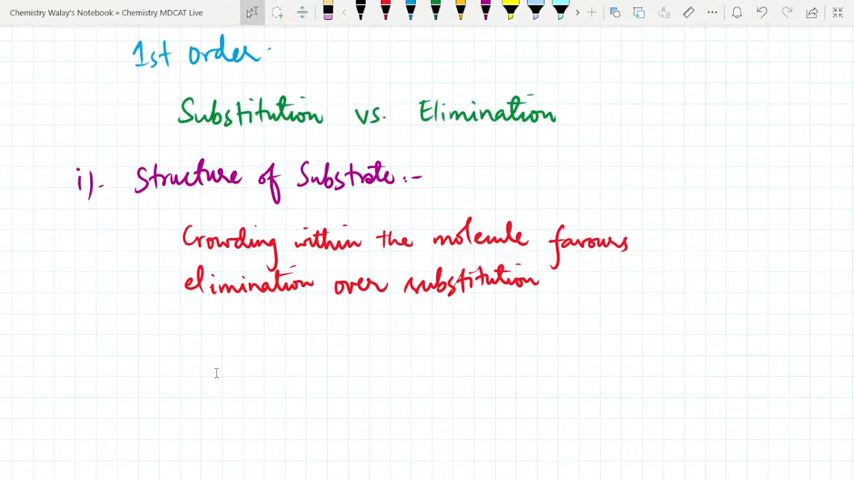 Chemistry Walay's Notebook » Chemistry MDCAT Live
1st order.
Substitution vs. Elimination
i). Structure of Substrate:-
Crowding within the molecule favours
elimination over substitution